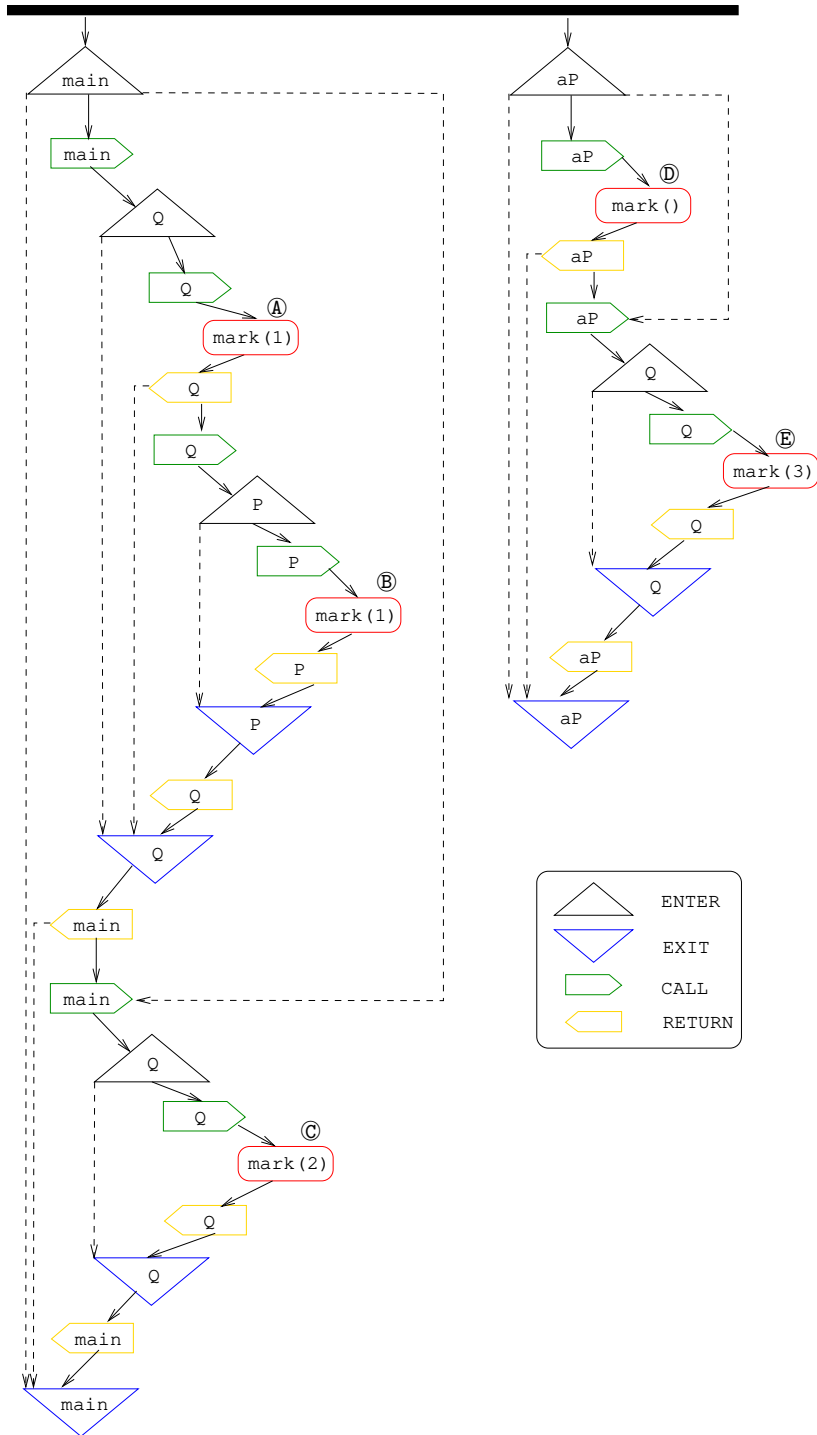 main
main
Q
Q
Ⓐ
mark(1)
Q
Q
P
P
Ⓑ
mark(1)
P
P
Q
Q
main
main
Q
Q
Ⓒ
mark(2)
Q
Q
main
main
aP
aP
Ⓓ
mark()
aP
aP
Q
Q
Ⓔ
mark(3)
Q
Q
aP
aP
ENTER
EXIT
CALL
RETURN